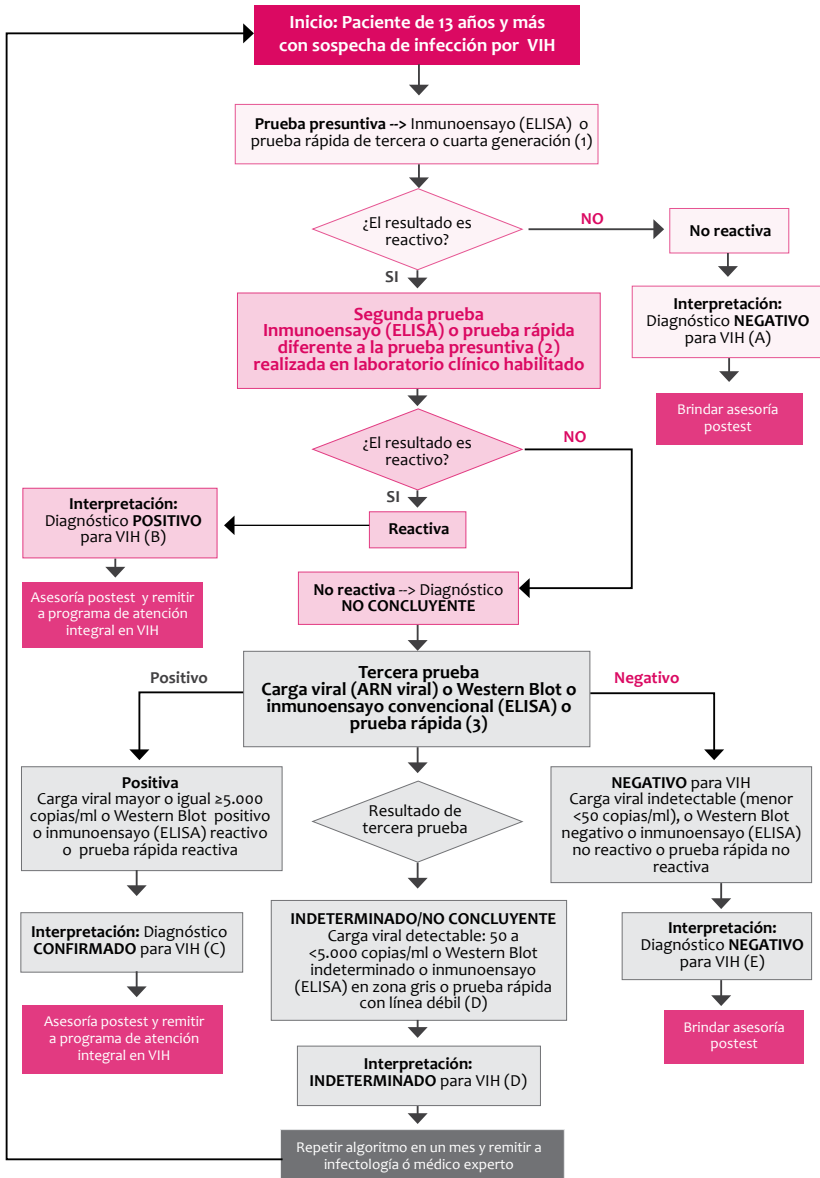 Inicio: Paciente de 13 años y más
con sospecha de infección por VIH
Prueba presuntiva --> Inmunoensayo (ELISA) o
prueba rápida de tercera o cuarta generación (1)
¿El resultado es
reactivo?
NO
No reactiva
SI
Interpretación:
Diagnóstico NEGATIVO
para VIH (A)
Brindar asesoría
postest
Segunda prueba
Inmunoensayo (ELISA) o prueba rápida
diferente a la prueba presuntiva (2)
realizada en laboratorio clínico habilitado
¿El resultado es
reactivo?
NO
SI
Reactiva
Interpretación:
Diagnóstico POSITIVO
para VIH (B)
Asesoría postest y remitir
a programa de atención
integral en VIH
No reactiva --> Diagnóstico
NO CONCLUYENTE
Tercera prueba
Carga viral (ARN viral) o Western Blot o
inmunoensayo convencional (ELISA) o
prueba rápida (3)
Positivo
Negativo
Positiva
Carga viral mayor o igual ≥5.000
copias/ml o Western Blot positivo
o inmunoensayo (ELISA) reactivo
o prueba rápida reactiva
Interpretación: Diagnóstico
CONFIRMADO para VIH (C)
Asesoría postest y remitir
a programa de atención
integral en VIH
Resultado de
tercera prueba
INDETERMINADO/NO CONCLUYENTE
Carga viral detectable: 50 a
<5.000 copias/ml o Western Blot
indeterminado o inmunoensayo
(ELISA) en zona gris o prueba rápida
con línea débil (D)
Interpretación:
INDETERMINADO para VIH (D)
NEGATIVO para VIH
Carga viral indetectable (menor
<50 copias/ml), o Western Blot
negativo o inmunoensayo (ELISA)
no reactivo o prueba rápida no
reactiva
Interpretación:
Diagnóstico NEGATIVO
para VIH (E)
Brindar asesoría
postest
Repetir algoritmo en un mes y remitir a
infectología ó médico experto